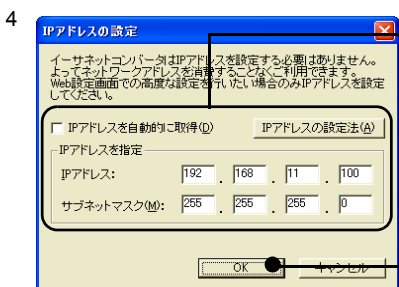 4
IPアドレスの設定
イーサネットコンバータはIPアドレスを設定する必要はありません。
よってネットワークアドレスを消費することなくご利用できます。
Web設定画面での高度な設定を行いたい場合のみIPアドレスを設定
してください。
IPアドレスを自動的に取得(D) IPアドレスの設定法(A)
IPアドレスを指定
IPアドレス: 192 . 168 . 11 . 100
サブネットマスク(M): 255 . 255 . 255 . 0
OK キャンセル